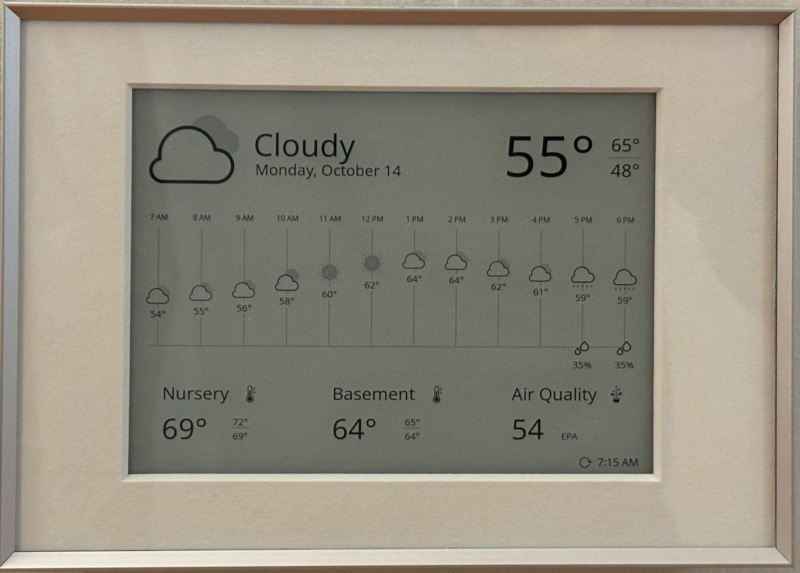 Cloudy
Monday, October 14
55° 65°
48°
7 AM 8 AM 9 AM 10 AM 11 AM 12 PM 1 PM 2 PM 3 PM 4 PM 5 PM 6 PM
54° 55° 56° 58° 60° 62° 64° 64° 62° 61° 59° 59°
35% 35%
Nursery Basement Air Quality
69° 72° 64° 65° 54 EPA
69° 64°
7:15 AM